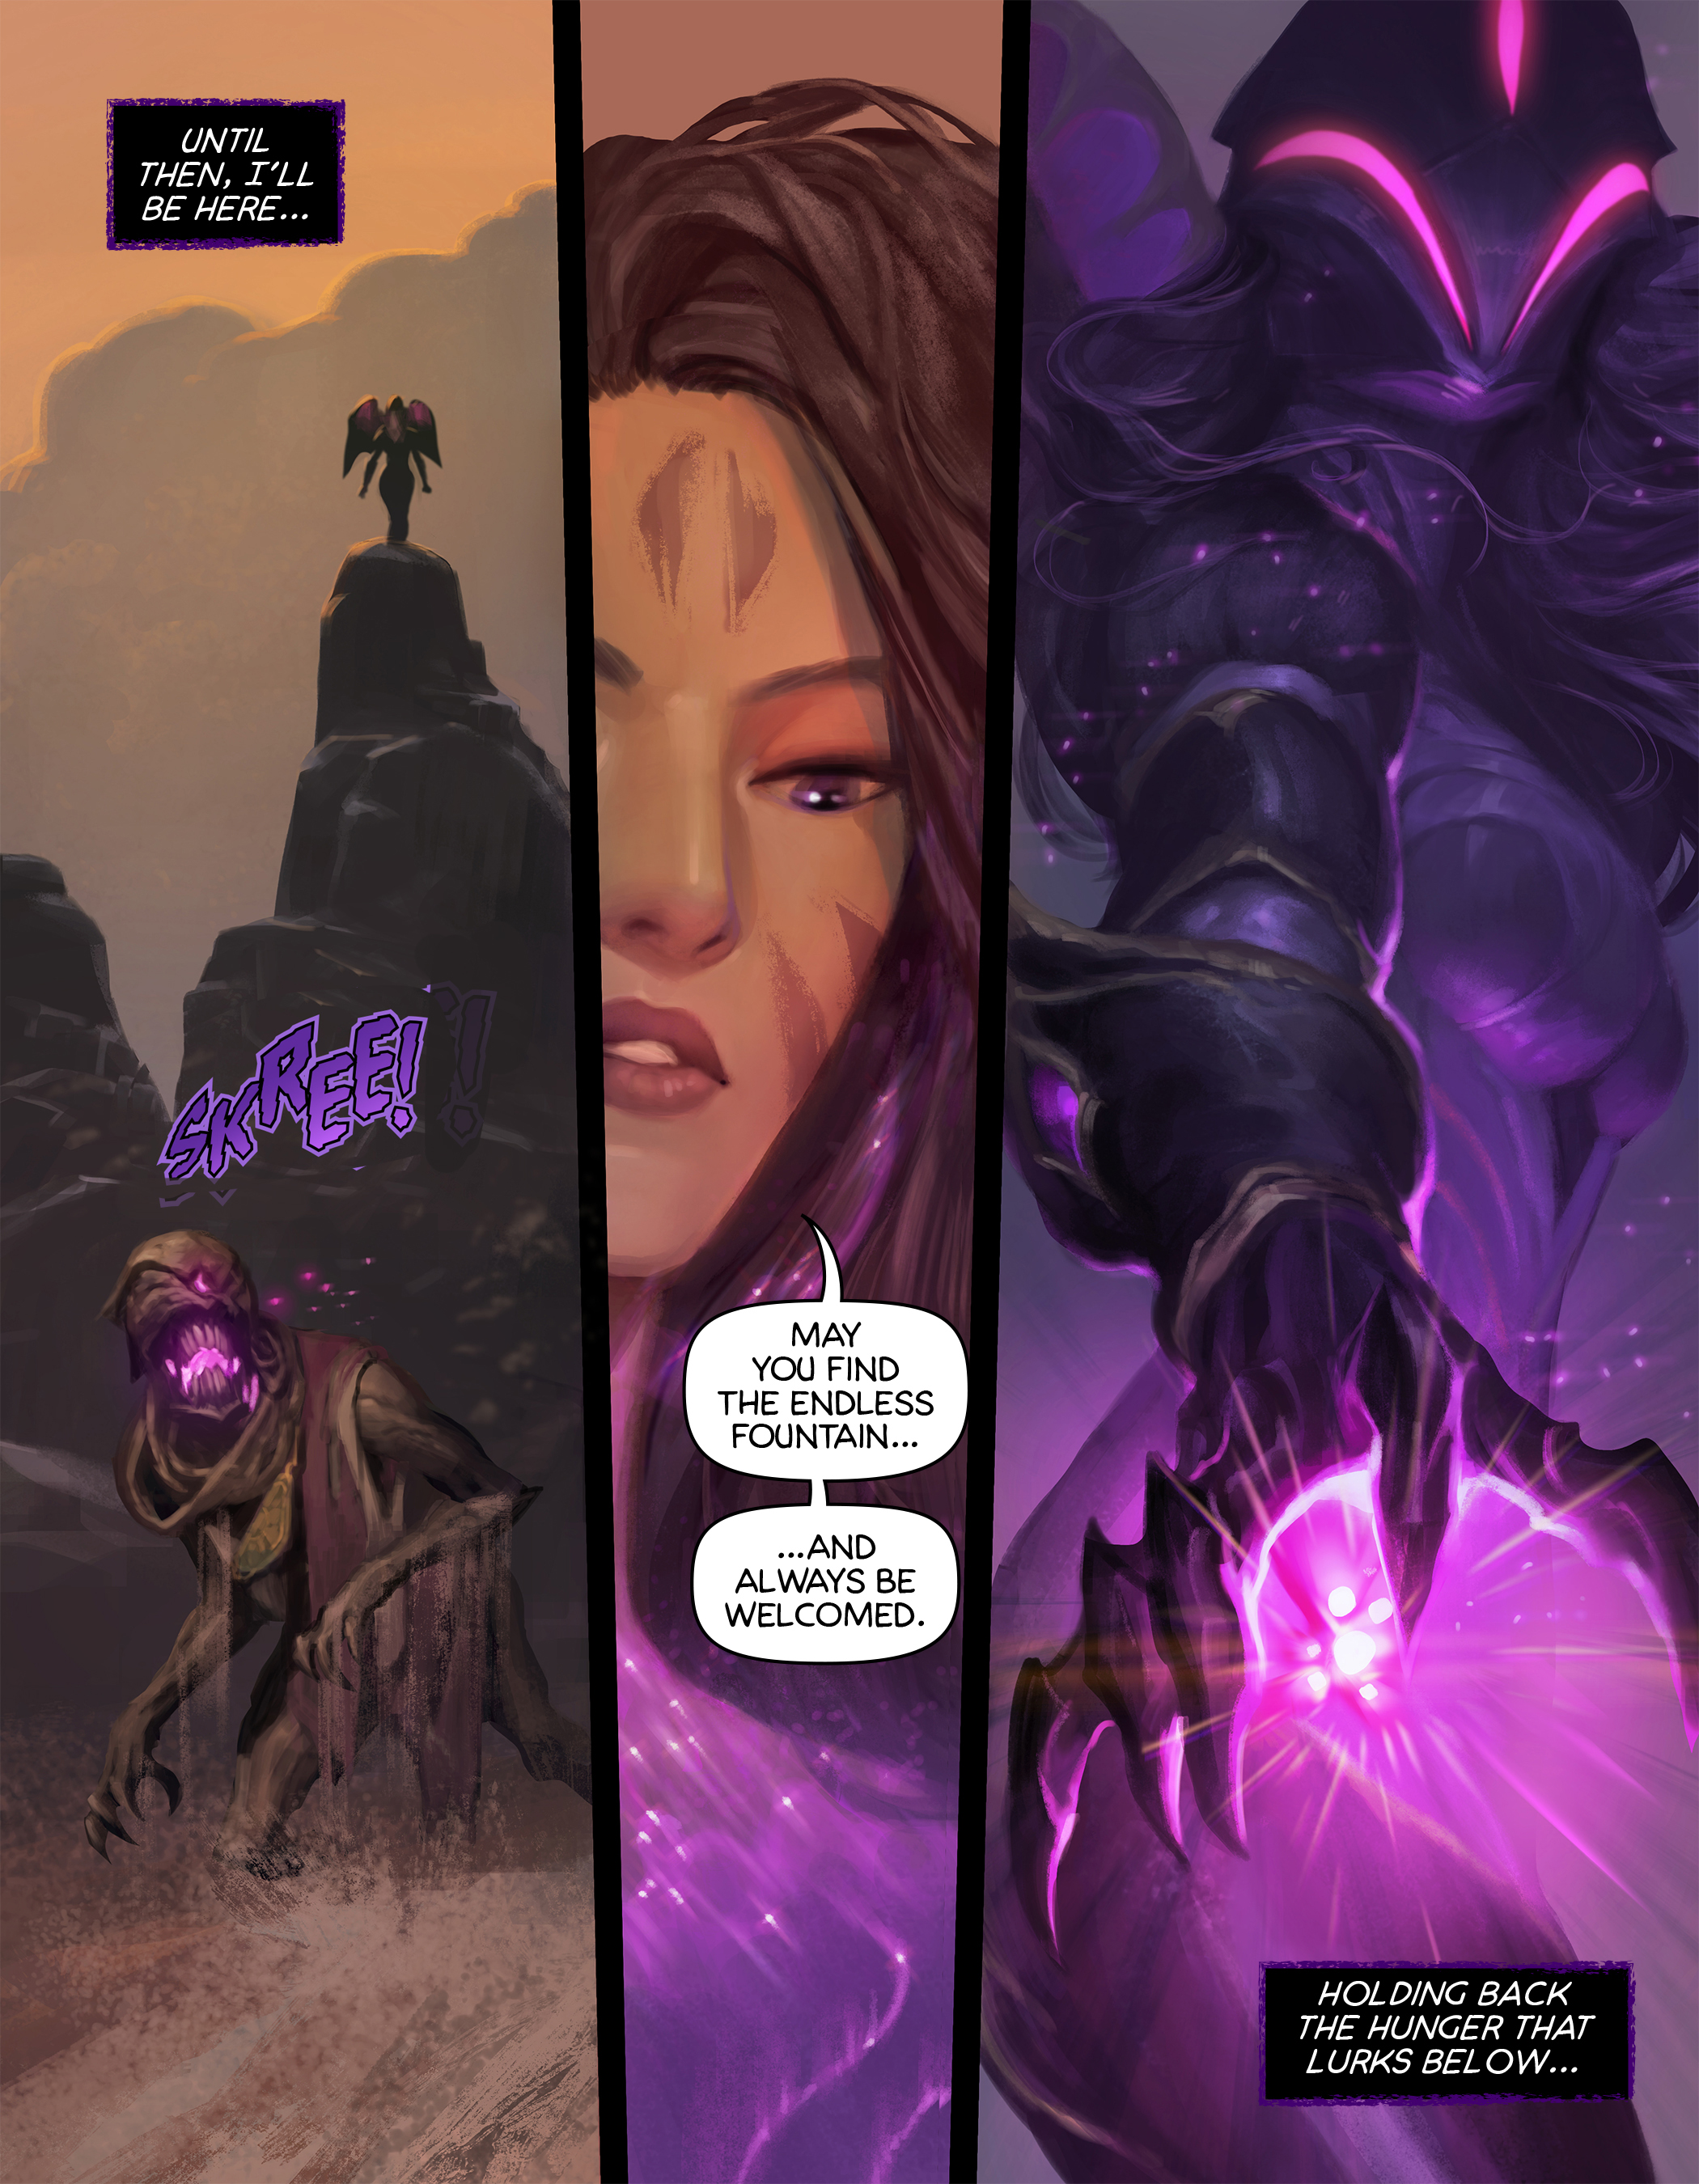 UNTIL
THEN, I'LL
BE HERE...
SKREE!
MAY
YOU FIND
THE ENDLESS
FOUNTAIN...
...AND
ALWAYS BE
WELCOMED.
HOLDING BACK
THE HUNGER THAT
LURKS BELOW...